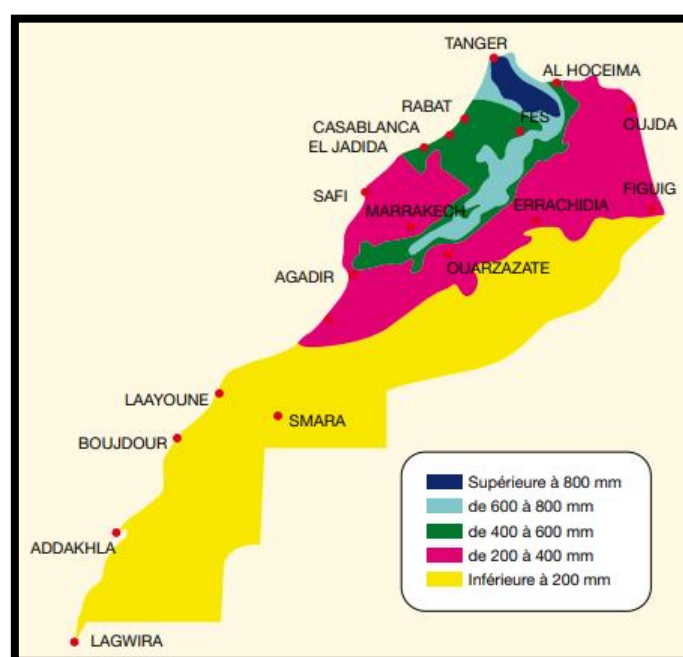 TANGER
AL HOCEIMA
RABAT
FES
OUJDA
CASABLANCA
EL JADIDA
SAFI
FIGUIG
MARRAKECH
ERRACHIDIA
AGADIR
OUARZAZATE
LAAYOUNE
SMARA
BOUJDOUR
ADDAKHLA
LAGWIRA
Supérieure à 800 mm
de 600 à 800 mm
de 400 à 600 mm
de 200 à 400 mm
Inférieure à 200 mm